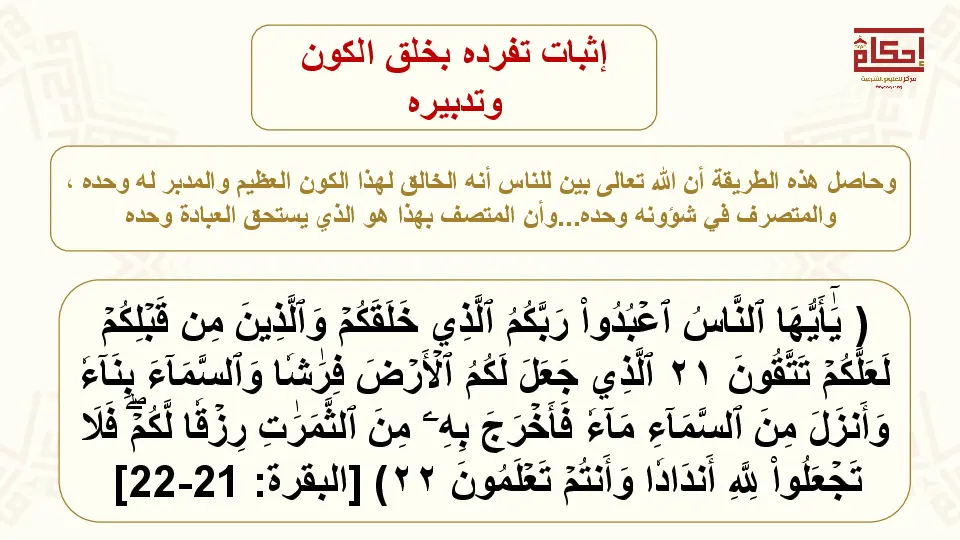 إثبات تفرده بخلق الكون
وتدبيره
إحكام
مركز للعلوم الشرعية
وحاصل هذه الطريقة أن الله تعالى بين للناس أنه الخالق لهذا الكون العظيم والمدبر له وحده ،
والمتصرف في شؤونه وحده...وأن المتصف بهذا هو الذي يستحق العبادة وحده
( يَٰٓأَيُّهَا ٱلنَّاسُ ٱعۡبُدُواْ رَبَّكُمُ ٱلَّذِي خَلَقَكُمۡ وَٱلَّذِينَ مِن قَبۡلِكُمۡ
لَعَلَّكُمۡ تَتَّقُونَ ٢١ ٱلَّذِي جَعَلَ لَكُمُ ٱلۡأَرۡضَ فِرَٰشٗا وَٱلسَّمَآءَ بِنَآءٗ
وَأَنزَلَ مِنَ ٱلسَّمَآءِ مَآءٗ فَأَخۡرَجَ بِهِۦ مِنَ ٱلثَّمَرَٰتِ رِزۡقٗا لَّكُمۡۖ فَلَا
تَجۡعَلُواْ لِلَّهِ أَندَادٗا وَأَنتُمۡ تَعۡلَمُونَ ٢٢) [البقرة: 21-22]